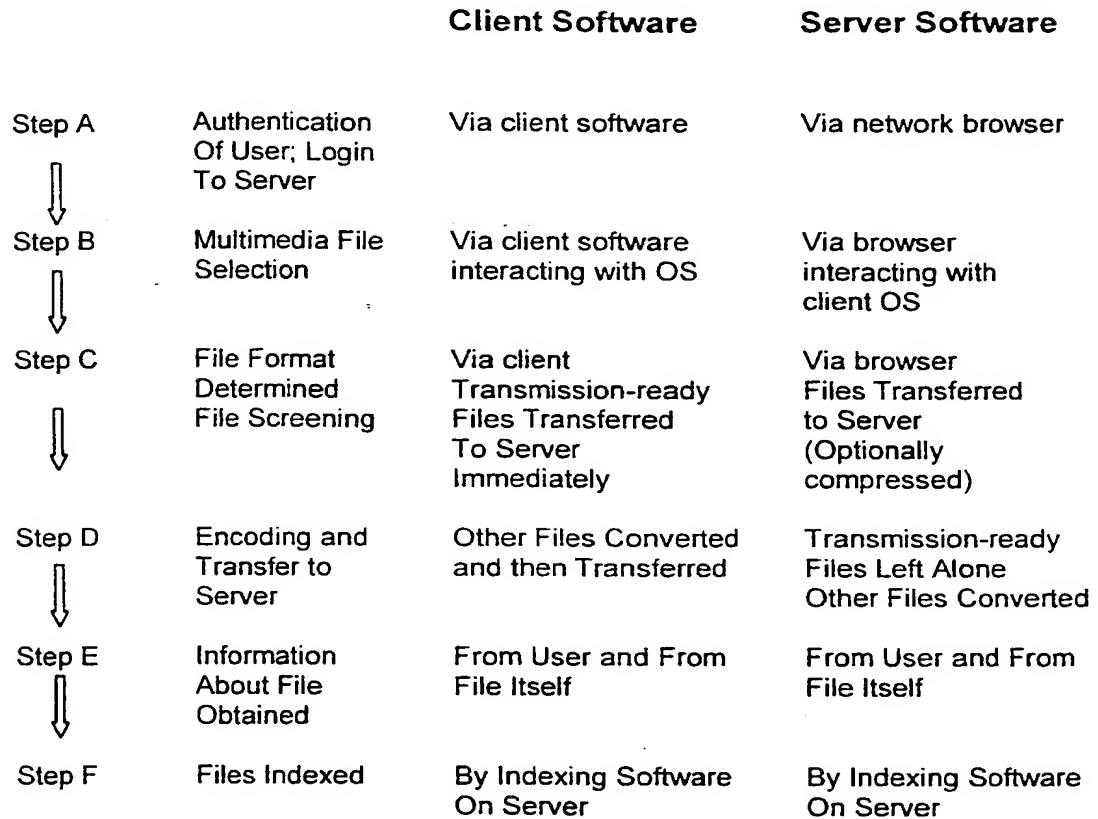 Client Software Server Software
Step A Authentication Via client software Via network browser
Of User; Login
To Server
Step B Multimedia File Via client software Via browser
Selection interacting with OS interacting with
client OS
Step C File Format Via client Via browser
Determined Transmission-ready Files Transferred
File Screening Files Transferred to Server
To Server (Optionally
Immediately compressed)
Step D Encoding and Other Files Converted Transmission-ready
Transfer to and then Transferred Files Left Alone
Server Other Files Converted
Step E Information From User and From From User and From
About File File Itself File Itself
Obtained
Step F Files Indexed By Indexing Software By Indexing Software
On Server On Server